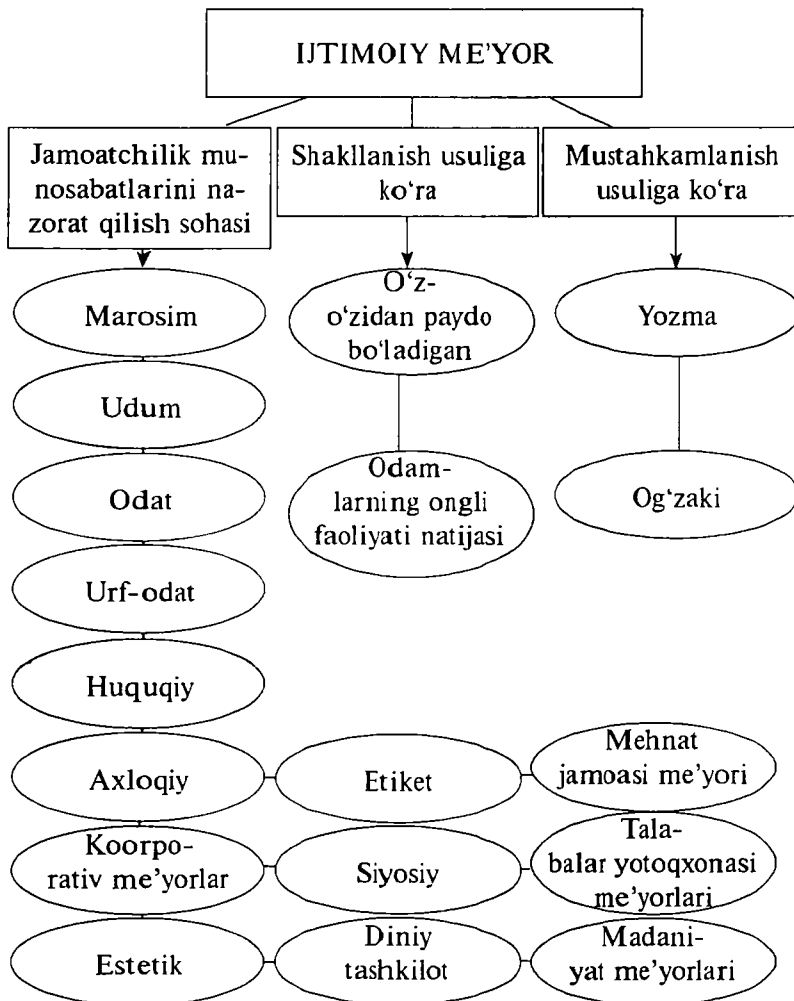 IJTIMOIY ME’YOR
Jamoatchilik mu-
nosabatlarini na-
zorat qilish sohasi
Shakllanish usuliga
ko‘ra
Mustahkamlanish
usuliga ko‘ra
Marosim
Udum
Odat
Urf-odat
Huquqiy
O‘z-
o‘zidan paydo
bo‘ladigan
Odam-
larning ongli
faoliyati natijasi
Yozma
Og‘zaki
Axloqiy
Etiket
Mehnat
jamoasi me’yori
Koorpo-
rativ me’yorlar
Siyosiy
Tala-
balar yotoqxonasi
me’yorlari
Estetik
Diniy
tashkilot
Madani-
yat me’yorlari